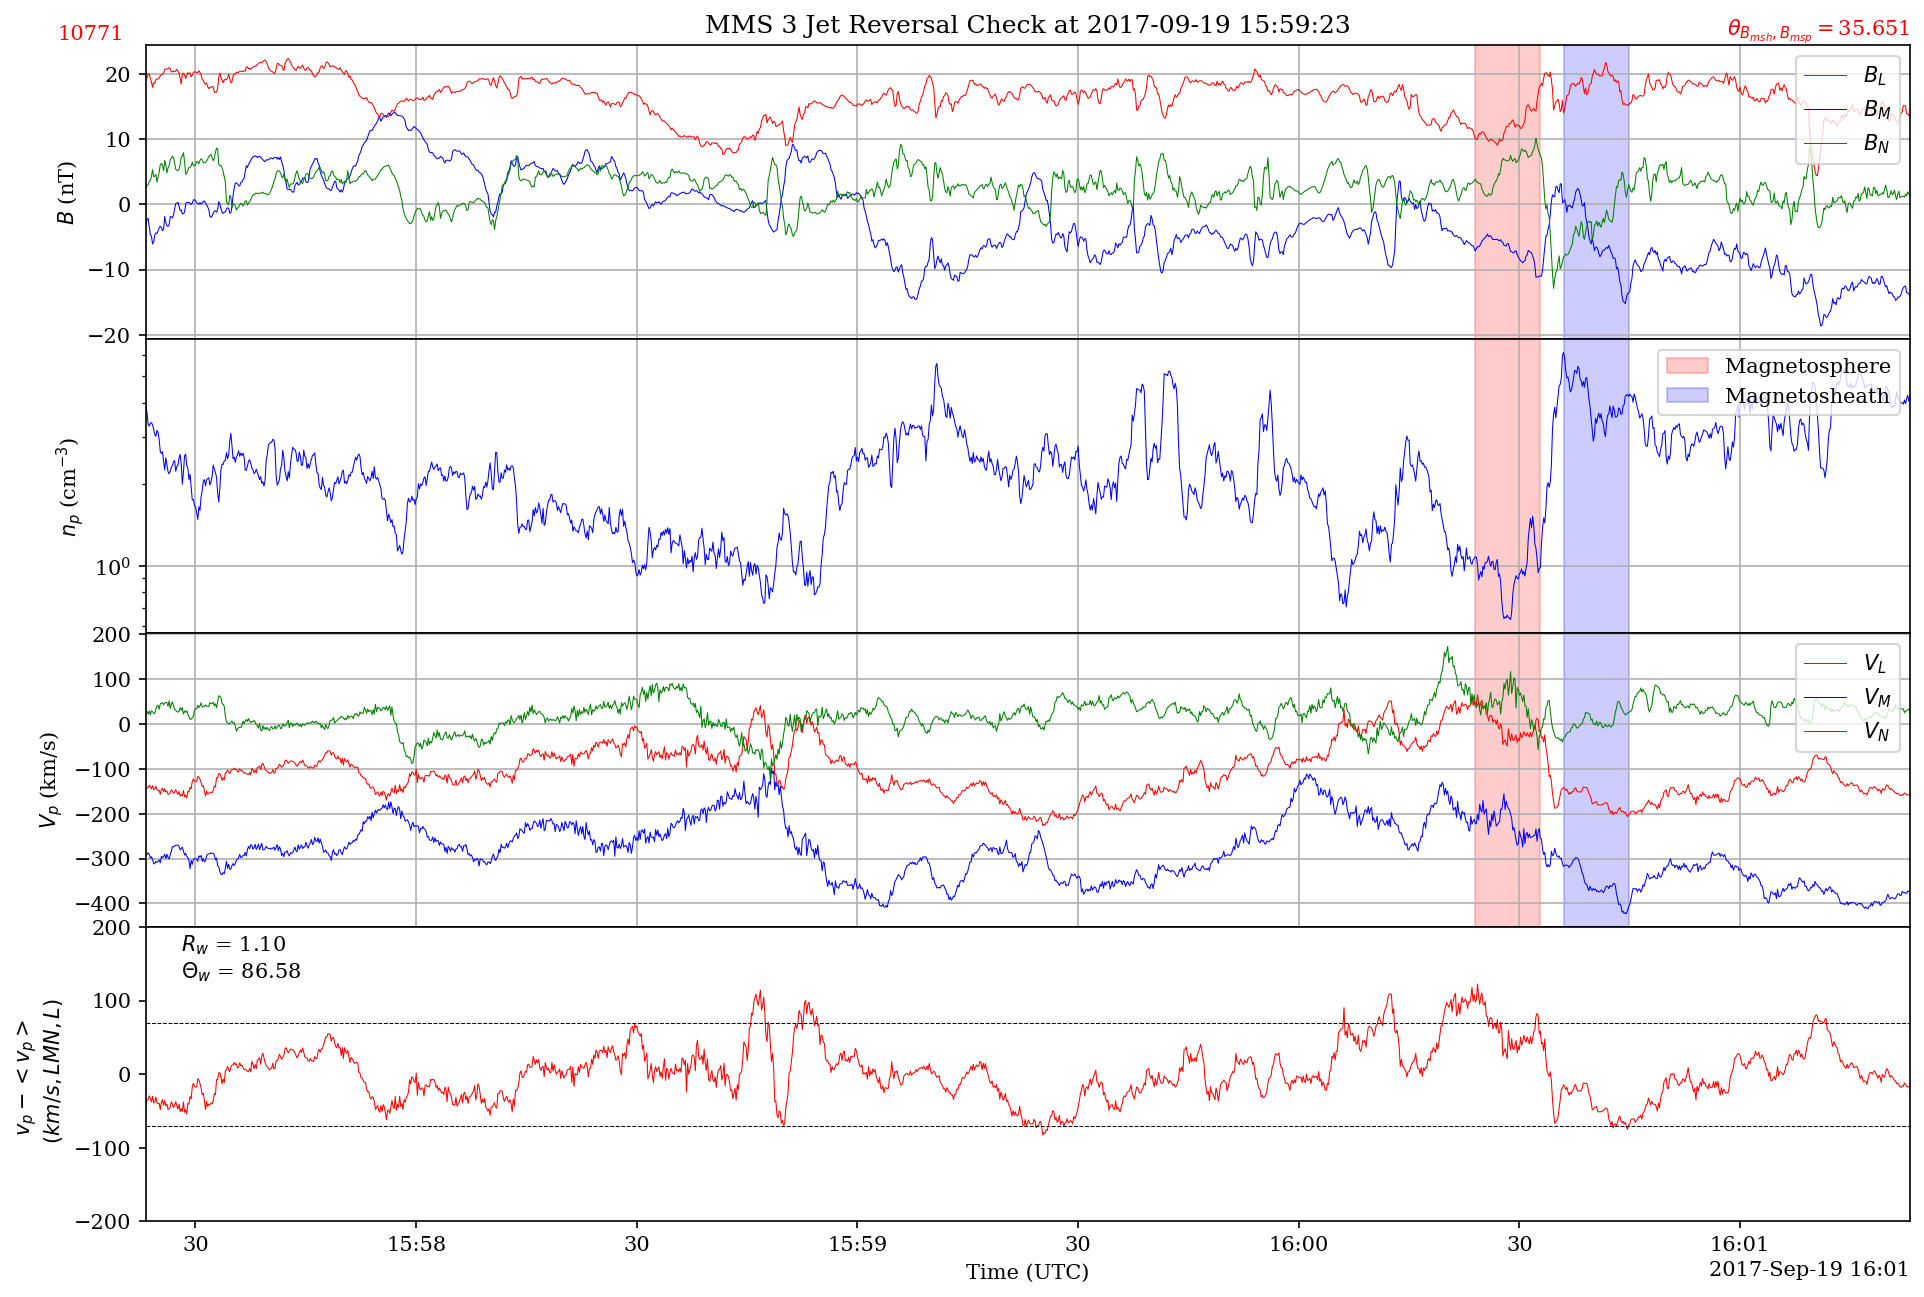 10771
MMS 3 Jet Reversal Check at 2017-09-19 15:59:23
θ_{B_{msh}, B_{msp}} = 35.651
20
10
0
−10
−20
B (nT)
B_L
B_M
B_N
10^0
n_p (cm^{−3})
Magnetosphere
Magnetosheath
200
100
0
−100
−200
−300
−400
V_p (km/s)
V_L
V_M
V_N
200
100
0
−100
−200
v_p − < v_p >
(km/s, LMN, L)
R_w = 1.10
Θ_w = 86.58
30
15:58
30
15:59
30
16:00
30
16:01
Time (UTC)
2017-Sep-19 16:01